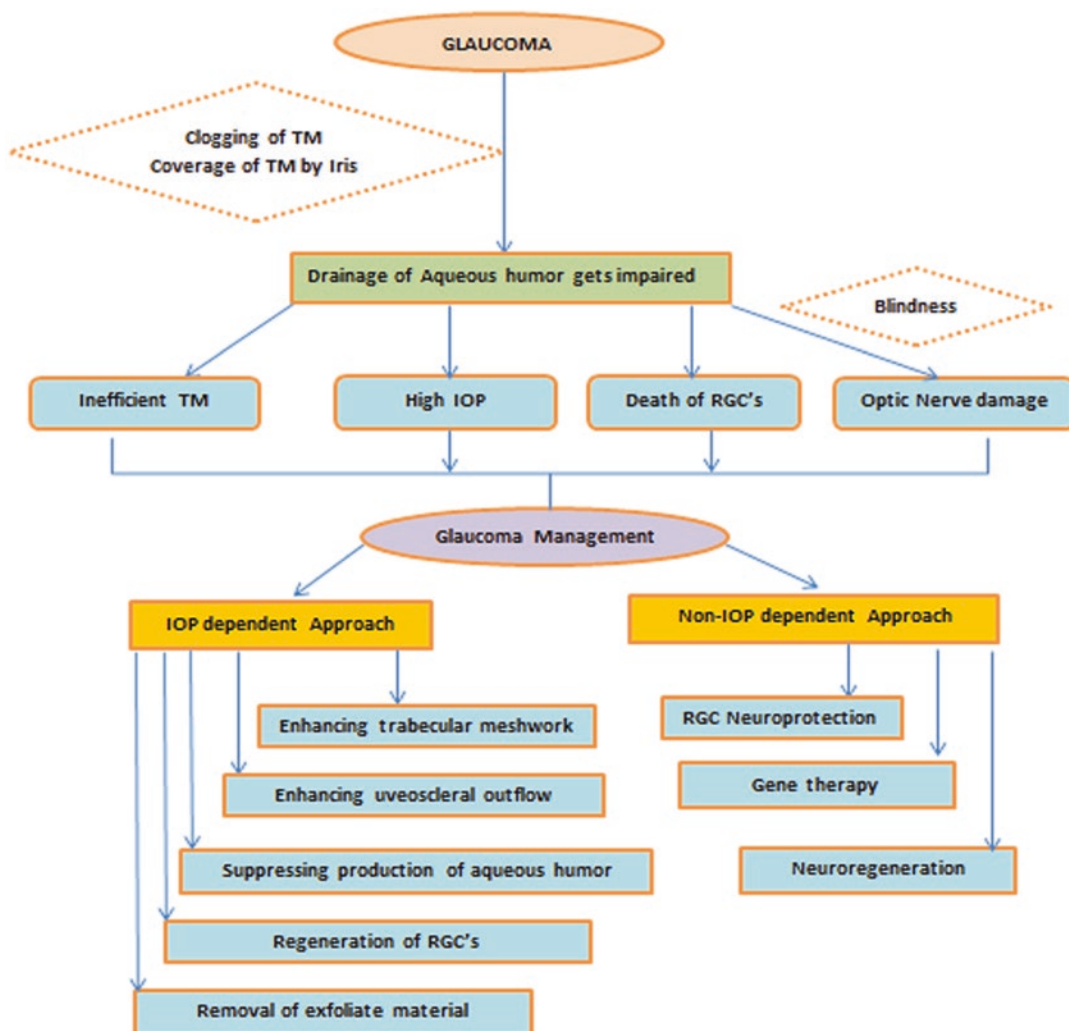 GLAUCOMA
Clogging of TM
Coverage of TM by Iris
Drainage of Aqueous humor gets impaired
Blindness
Inefficient TM
High IOP
Death of RGC's
Optic Nerve damage
Glaucoma Management
IOP dependent Approach
Non-IOP dependent Approach
Enhancing trabecular meshwork
RGC Neuroprotection
Enhancing uveoscleral outflow
Gene therapy
Suppressing production of aqueous humor
Neuroregeneration
Regeneration of RGC's
Removal of exfoliate material